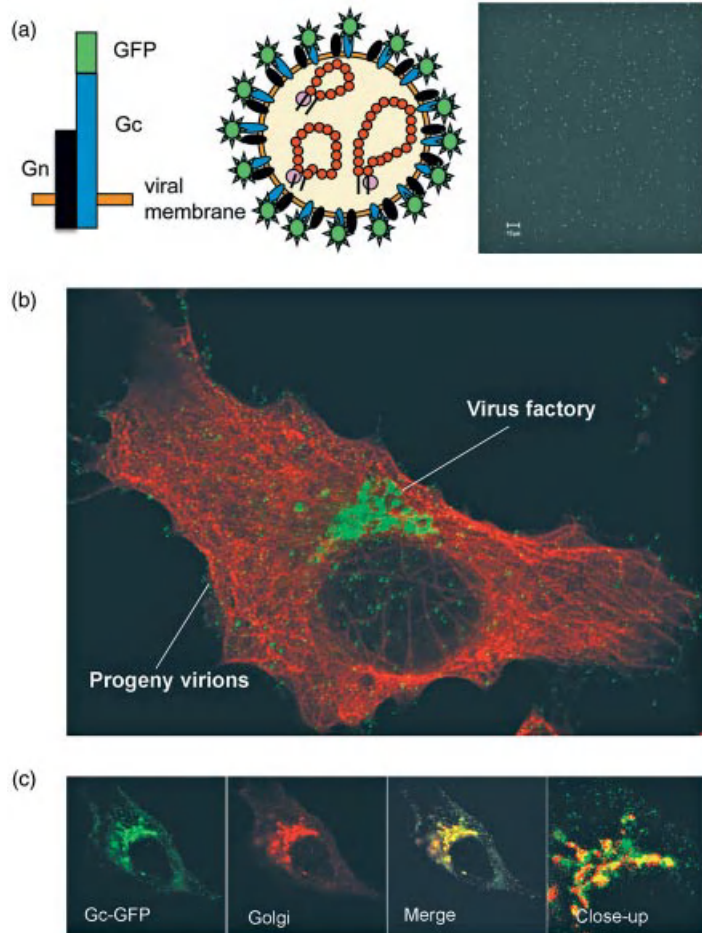 (a)
GFP
Gc
Gn
viral
membrane
(b)
Virus factory
Progeny virions
(c)
Gc-GFP
Golgi
Merge
Close-up